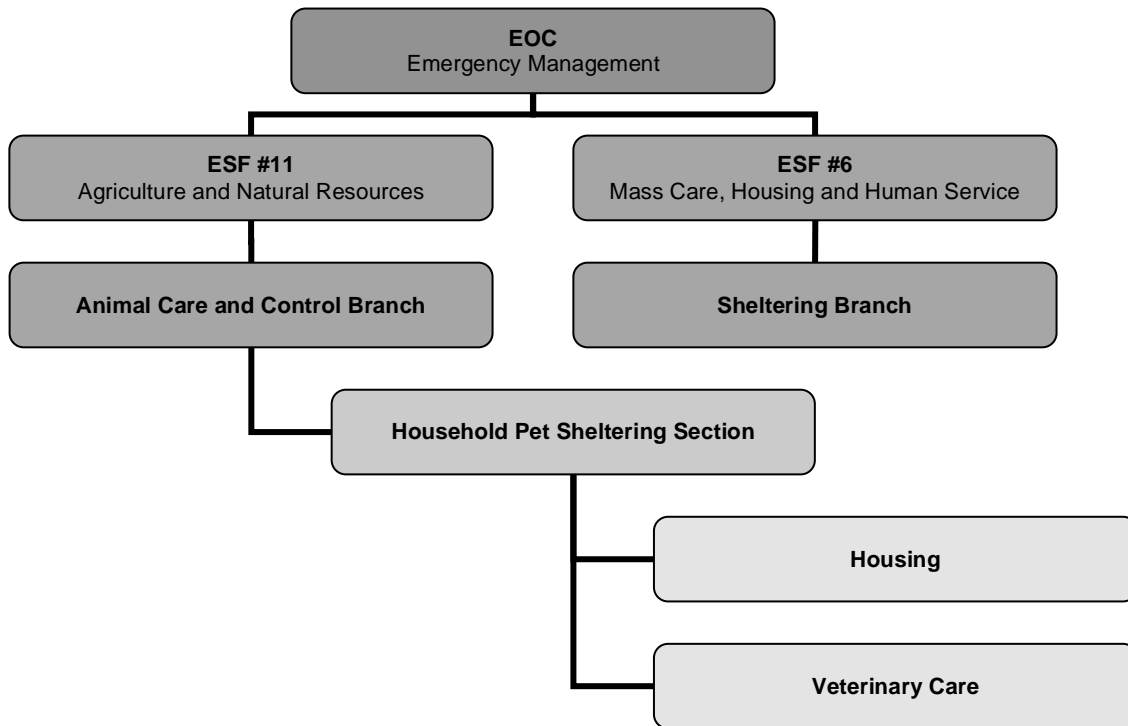 EOC
Emergency Management
ESF #11
Agriculture and Natural Resources
ESF #6
Mass Care, Housing and Human Service
Animal Care and Control Branch
Sheltering Branch
Household Pet Sheltering Section
Housing
Veterinary Care